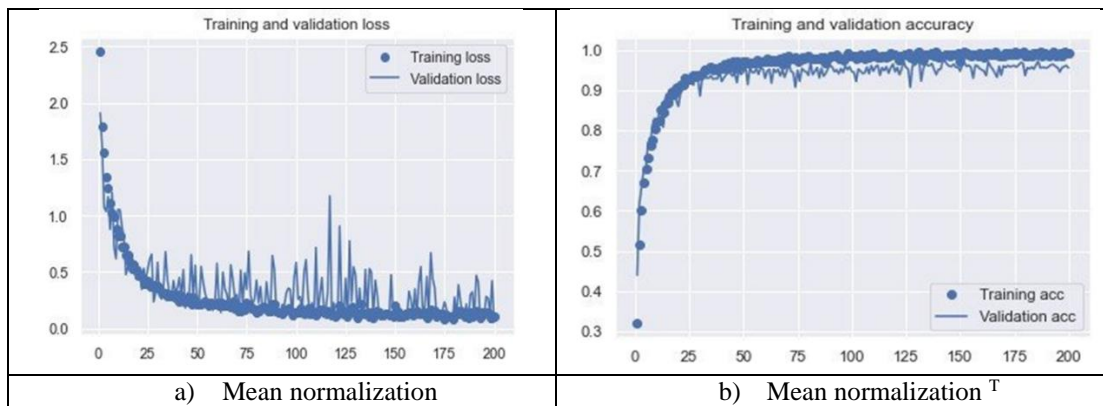 Training and validation loss
2.5
2.0
1.5
1.0
0.5
0.0
0 25 50 75 100 125 150 175 200
Training loss
Validation loss
Training and validation accuracy
1.0
0.9
0.8
0.7
0.6
0.5
0.4
0.3
0 25 50 75 100 125 150 175 200
Training acc
Validation acc
a) Mean normalization
b) Mean normalization ᵀ